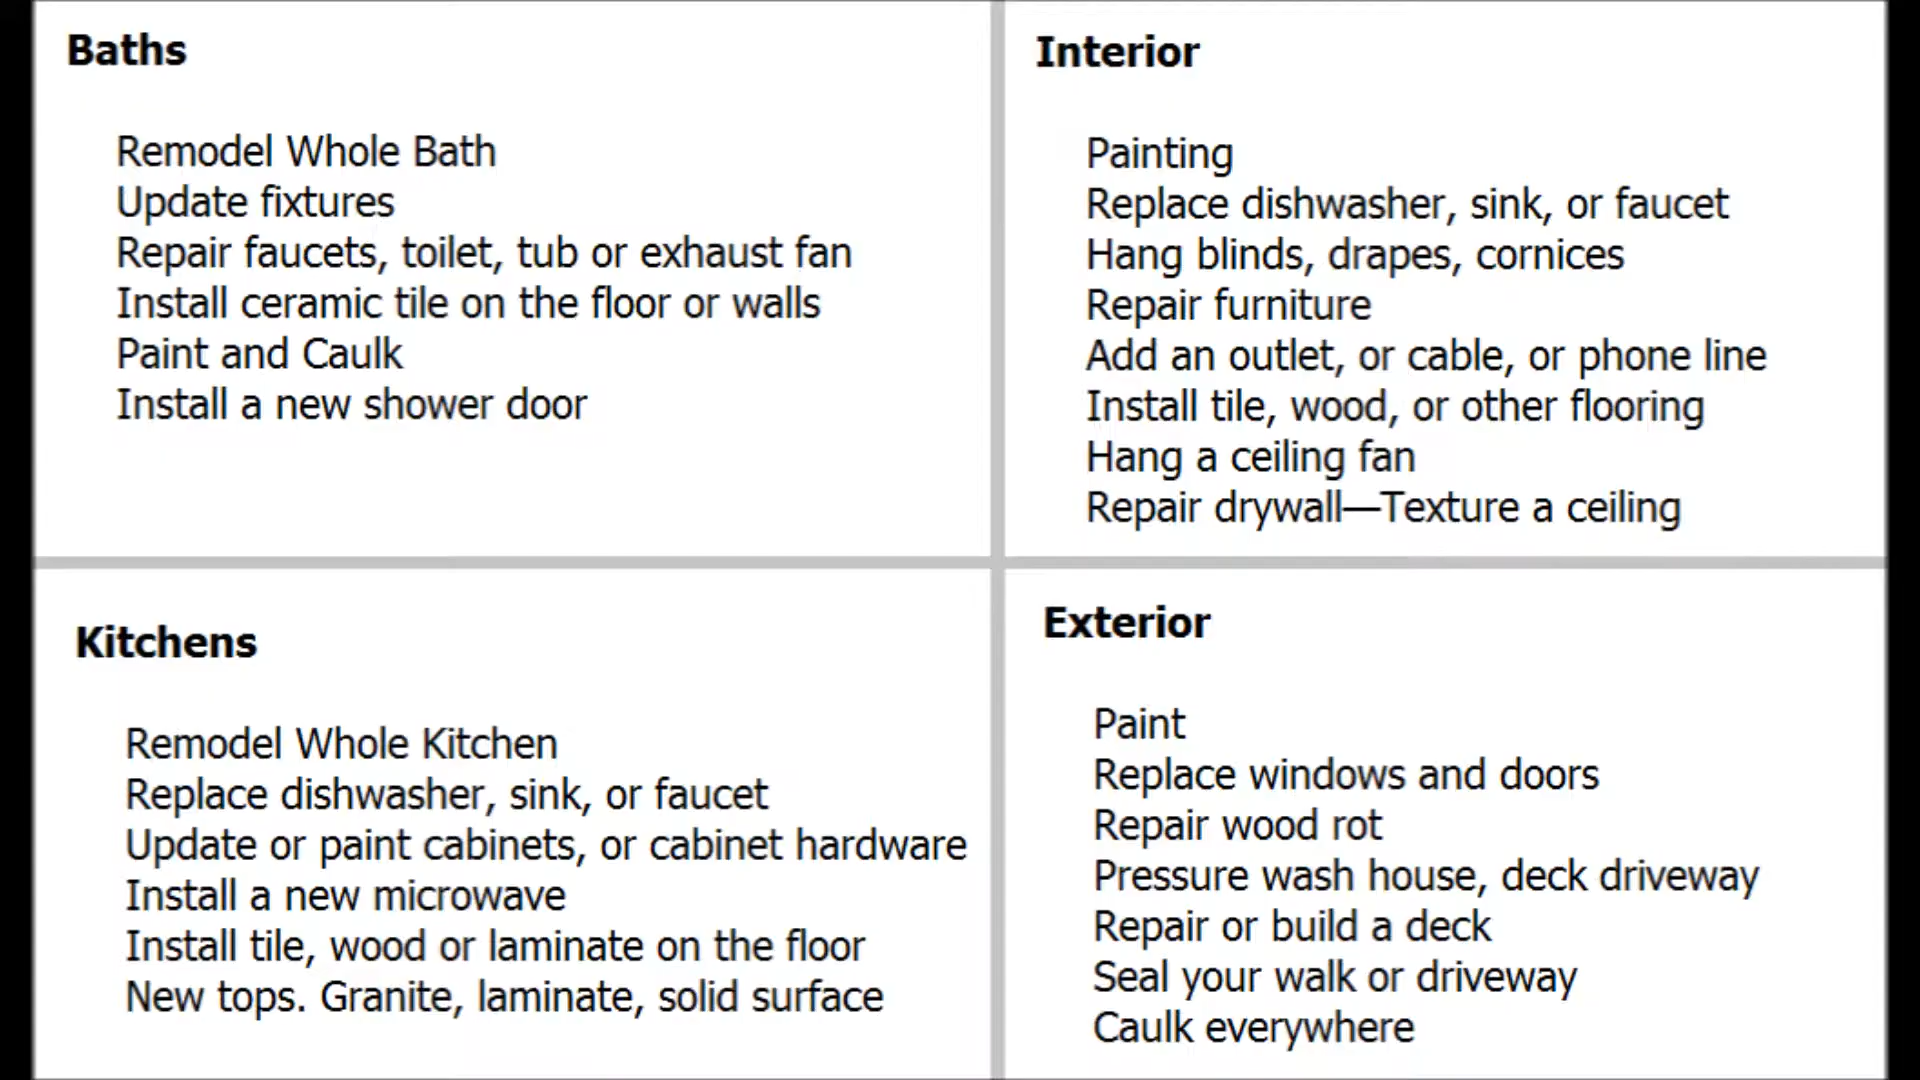 Baths
Remodel Whole Bath
Update fixtures
Repair faucets, toilet, tub or exhaust fan
Install ceramic tile on the floor or walls
Paint and Caulk
Install a new shower door
Interior
Painting
Replace dishwasher, sink, or faucet
Hang blinds, drapes, cornices
Repair furniture
Add an outlet, or cable, or phone line
Install tile, wood, or other flooring
Hang a ceiling fan
Repair drywall—Texture a ceiling
Kitchens
Remodel Whole Kitchen
Replace dishwasher, sink, or faucet
Update or paint cabinets, or cabinet hardware
Install a new microwave
Install tile, wood or laminate on the floor
New tops. Granite, laminate, solid surface
Exterior
Paint
Replace windows and doors
Repair wood rot
Pressure wash house, deck driveway
Repair or build a deck
Seal your walk or driveway
Caulk everywhere